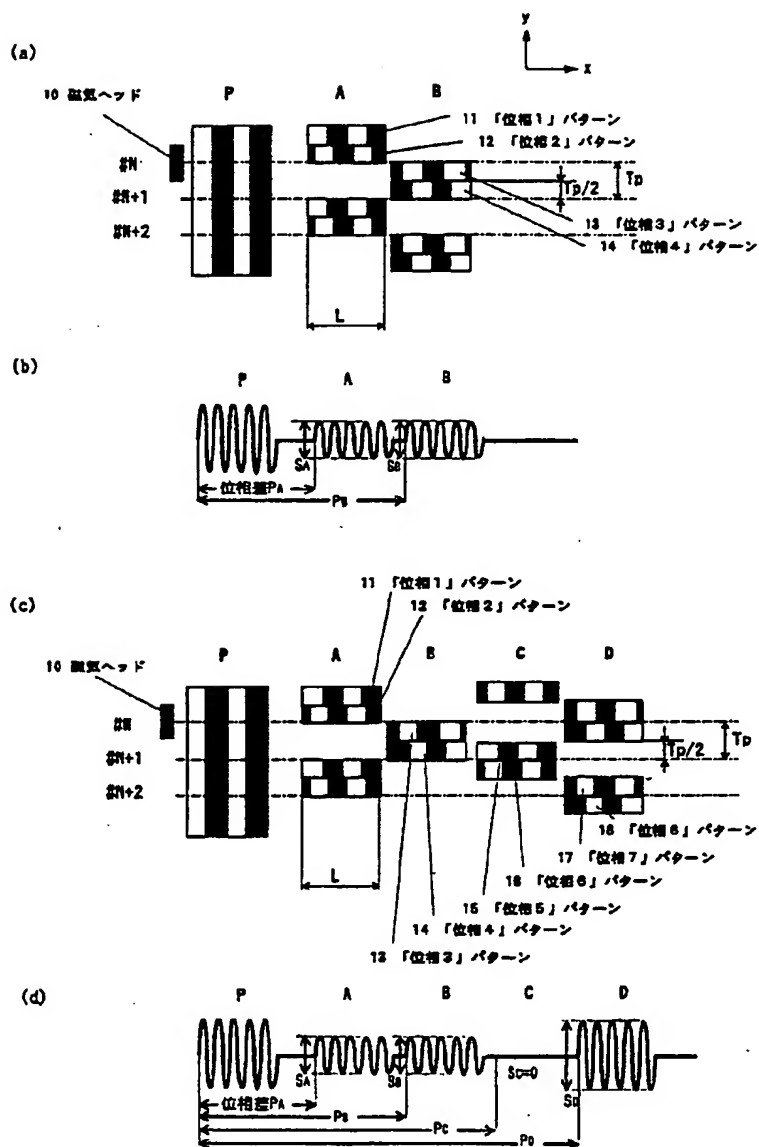 (a)
y
x
10 磁気ヘッド
P A B
11 「位相1」パターン
12 「位相2」パターン
#N
#N+1
#N+2
Tp/2
Tp
13 「位相3」パターン
14 「位相4」パターン
L
(b)
P A B
SA
SB
位相差PA
PB
(c)
11 「位相1」パターン
12 「位相2」パターン
10 磁気ヘッド
P A B C D
#N
#N+1
#N+2
Tp
Tp/2
18 「位相6」パターン
17 「位相7」パターン
16 「位相6」パターン
15 「位相5」パターン
14 「位相4」パターン
13 「位相3」パターン
L
(d)
P A B C D
SA
SB
SC=0
SD
位相差PA
PB
PC
PD